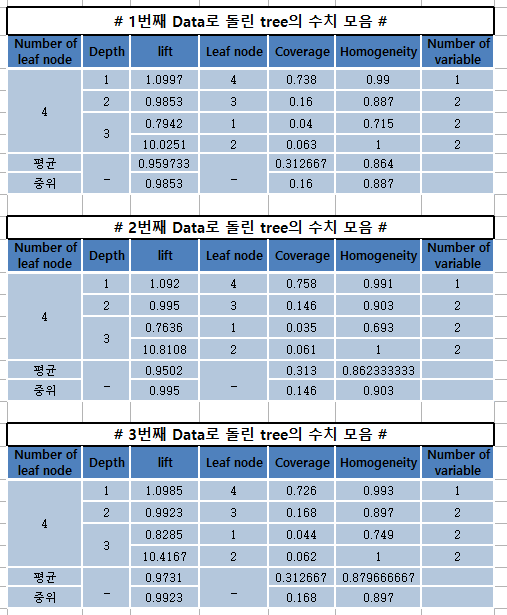 # 1번째 Data로 돌린 tree의 수치 모음 #
Number of leaf node Depth lift Leaf node Coverage Homogeneity Number of variable
4 1 1.0997 4 0.738 0.99 1
2 0.9853 3 0.16 0.887 2
3 0.7942 1 0.04 0.715 2
10.0251 2 0.063 1 2
평균 – 0.959733 – 0.312667 0.864
중위 0.9853 0.16 0.887
# 2번째 Data로 돌린 tree의 수치 모음 #
Number of leaf node Depth lift Leaf node Coverage Homogeneity Number of variable
4 1 1.092 4 0.758 0.991 1
2 0.995 3 0.146 0.903 2
3 0.7636 1 0.035 0.693 2
10.8108 2 0.061 1 2
평균 – 0.9502 – 0.313 0.862333333
중위 0.995 0.146 0.903
# 3번째 Data로 돌린 tree의 수치 모음 #
Number of leaf node Depth lift Leaf node Coverage Homogeneity Number of variable
4 1 1.0985 4 0.726 0.993 1
2 0.9923 3 0.168 0.897 2
3 0.8285 1 0.044 0.749 2
10.4167 2 0.062 1 2
평균 – 0.9731 – 0.312667 0.879666667
중위 0.9923 0.168 0.897